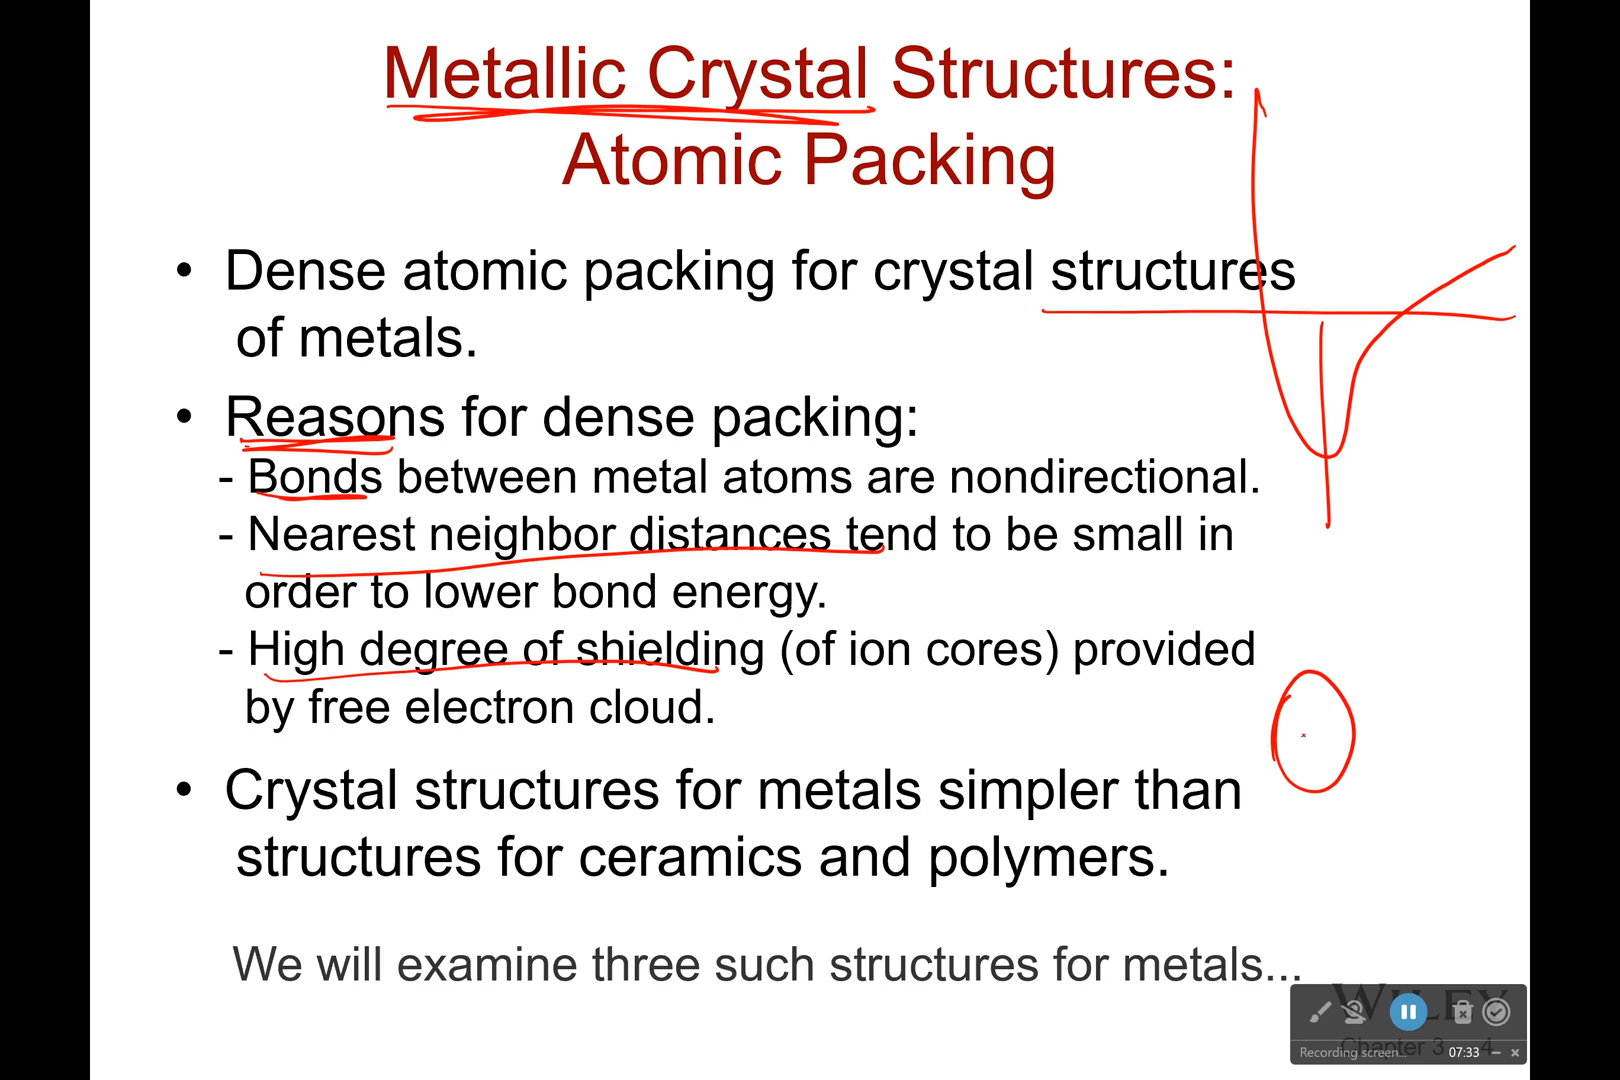 Metallic Crystal Structures:
Atomic Packing
• Dense atomic packing for crystal structures
of metals.
• Reasons for dense packing:
- Bonds between metal atoms are nondirectional.
- Nearest neighbor distances tend to be small in
order to lower bond energy.
- High degree of shielding (of ion cores) provided
by free electron cloud.
• Crystal structures for metals simpler than
structures for ceramics and polymers.
We will examine three such structures for metals...
WILEY
Chapter 3 4
Recording screen... 07:33